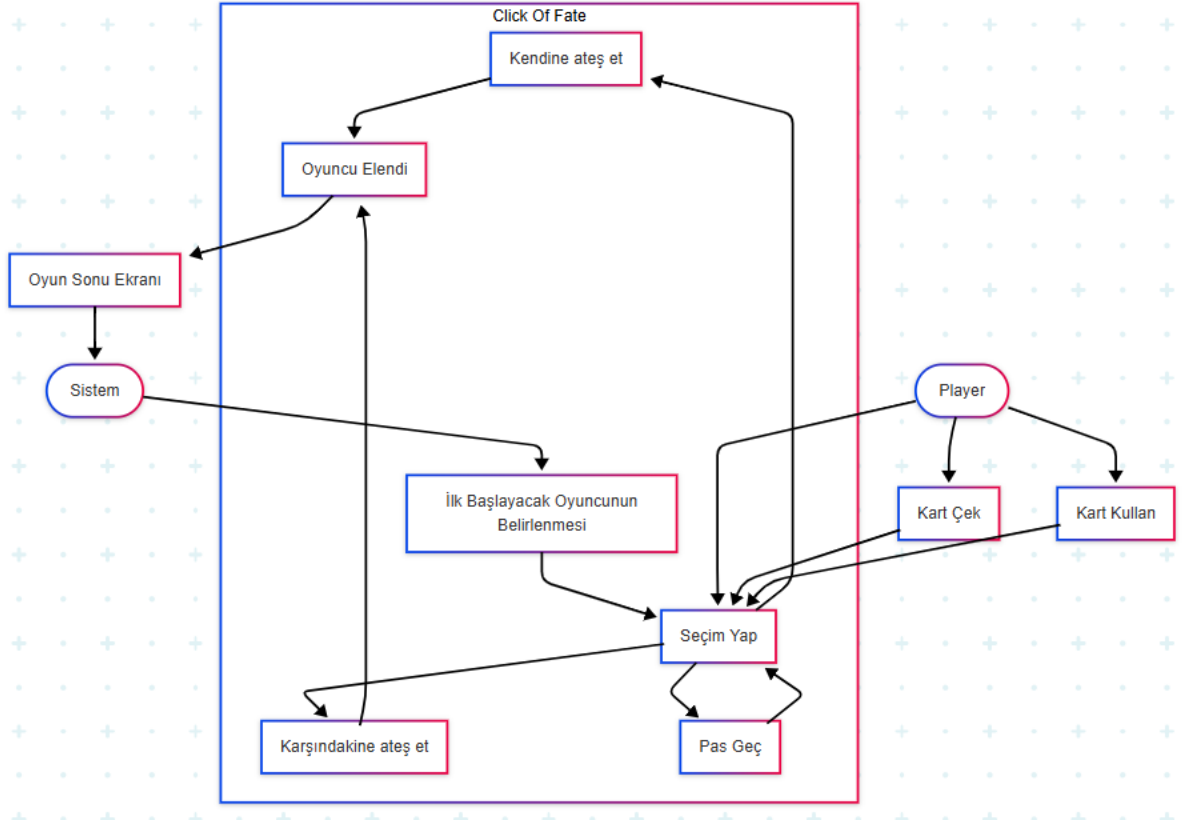 Click Of Fate
Kendine ateş et
Oyuncu Elendi
Oyun Sonu Ekranı
Sistem
Player
İlk Başlayacak Oyuncunun
Belirlenmesi
Kart Çek
Kart Kullan
Seçim Yap
Karşındakine ateş et
Pas Geç